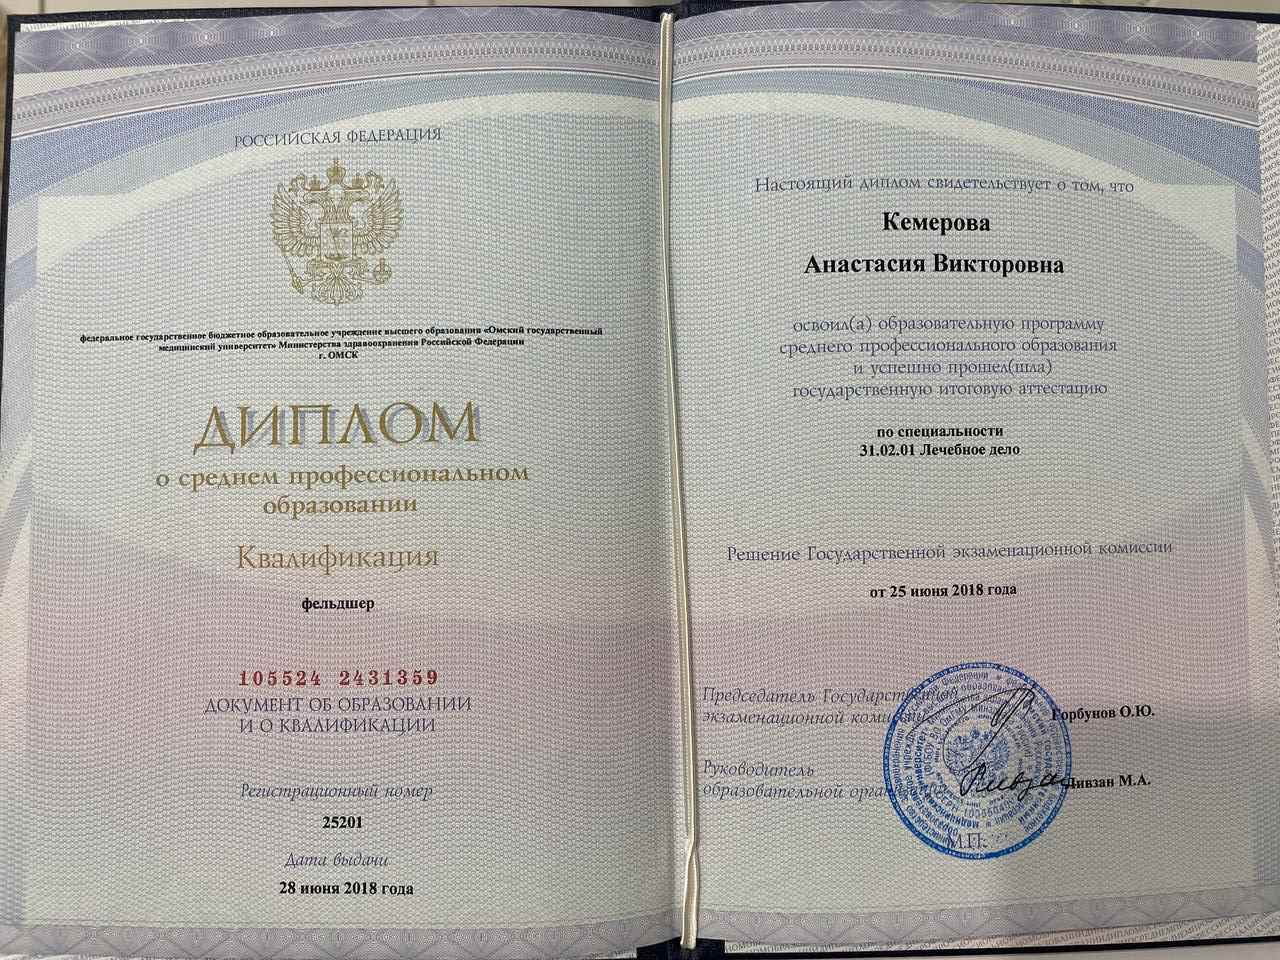 РОССИЙСКАЯ ФЕДЕРАЦИЯ
федеральное государственное бюджетное образовательное учреждение высшего образования «Омский государственный
медицинский университет» Министерства здравоохранения Российской Федерации
г. ОМСК
ДИПЛОМ
о среднем профессиональном
образовании
Квалификация
фельдшер
105524 2431359
ДОКУМЕНТ ОБ ОБРАЗОВАНИИ
И О КВАЛИФИКАЦИИ
Регистрационный номер
25201
Дата выдачи
28 июня 2018 года
Настоящий диплом свидетельствует о том, что
Кемерова
Анастасия Викторовна
освоил(а) образовательную программу
среднего профессионального образования
и успешно прошел(шла)
государственную итоговую аттестацию
по специальности
31.02.01 Лечебное дело
Решение Государственной экзаменационной комиссии
от 25 июня 2018 года
Председатель Государственной
экзаменационной комиссии
Горбунов О.Ю.
Руководитель
образовательной
Ливзан М.А.
М.П.